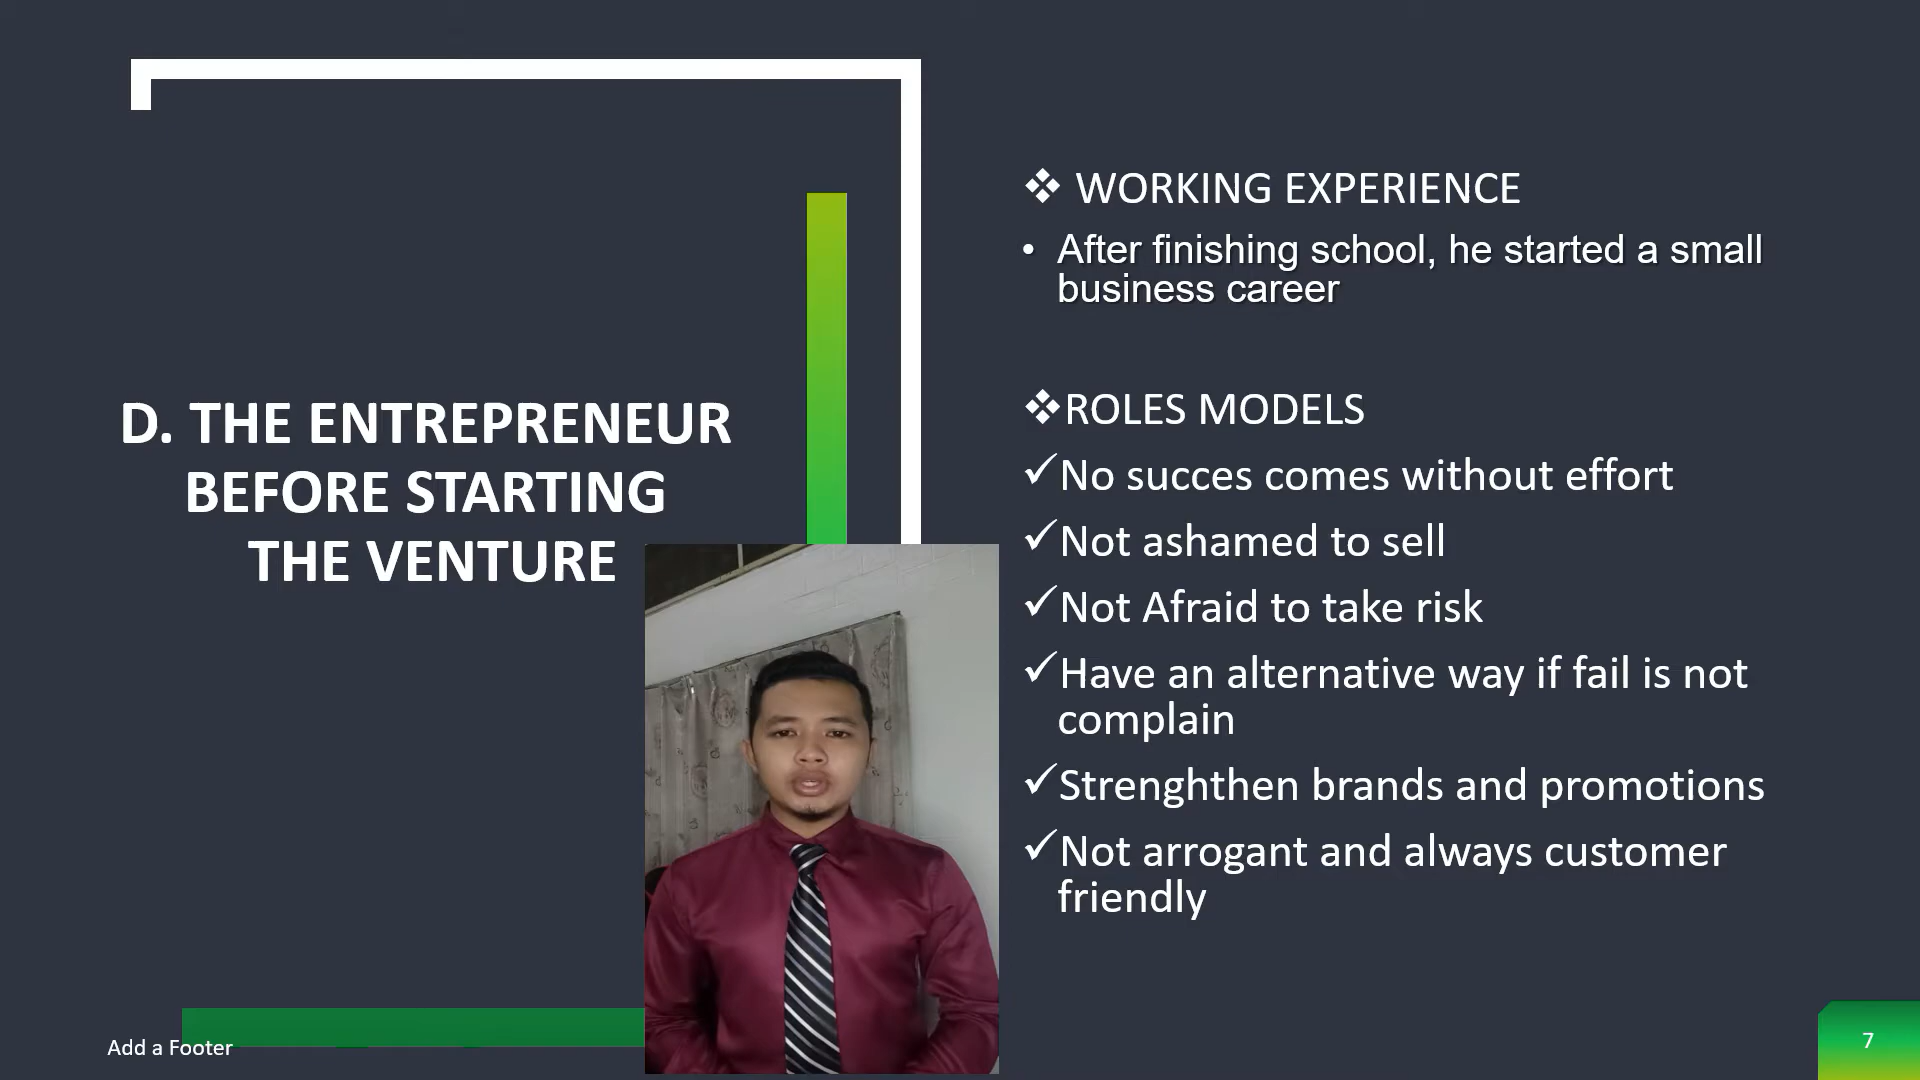 D. THE ENTREPRENEUR
BEFORE STARTING
THE VENTURE
❖ WORKING EXPERIENCE
• After finishing school, he started a small
business career
❖ROLES MODELS
✓No succes comes without effort
✓Not ashamed to sell
✓Not Afraid to take risk
✓Have an alternative way if fail is not
complain
✓Strenghthen brands and promotions
✓Not arrogant and always customer
friendly
Add a Footer
7